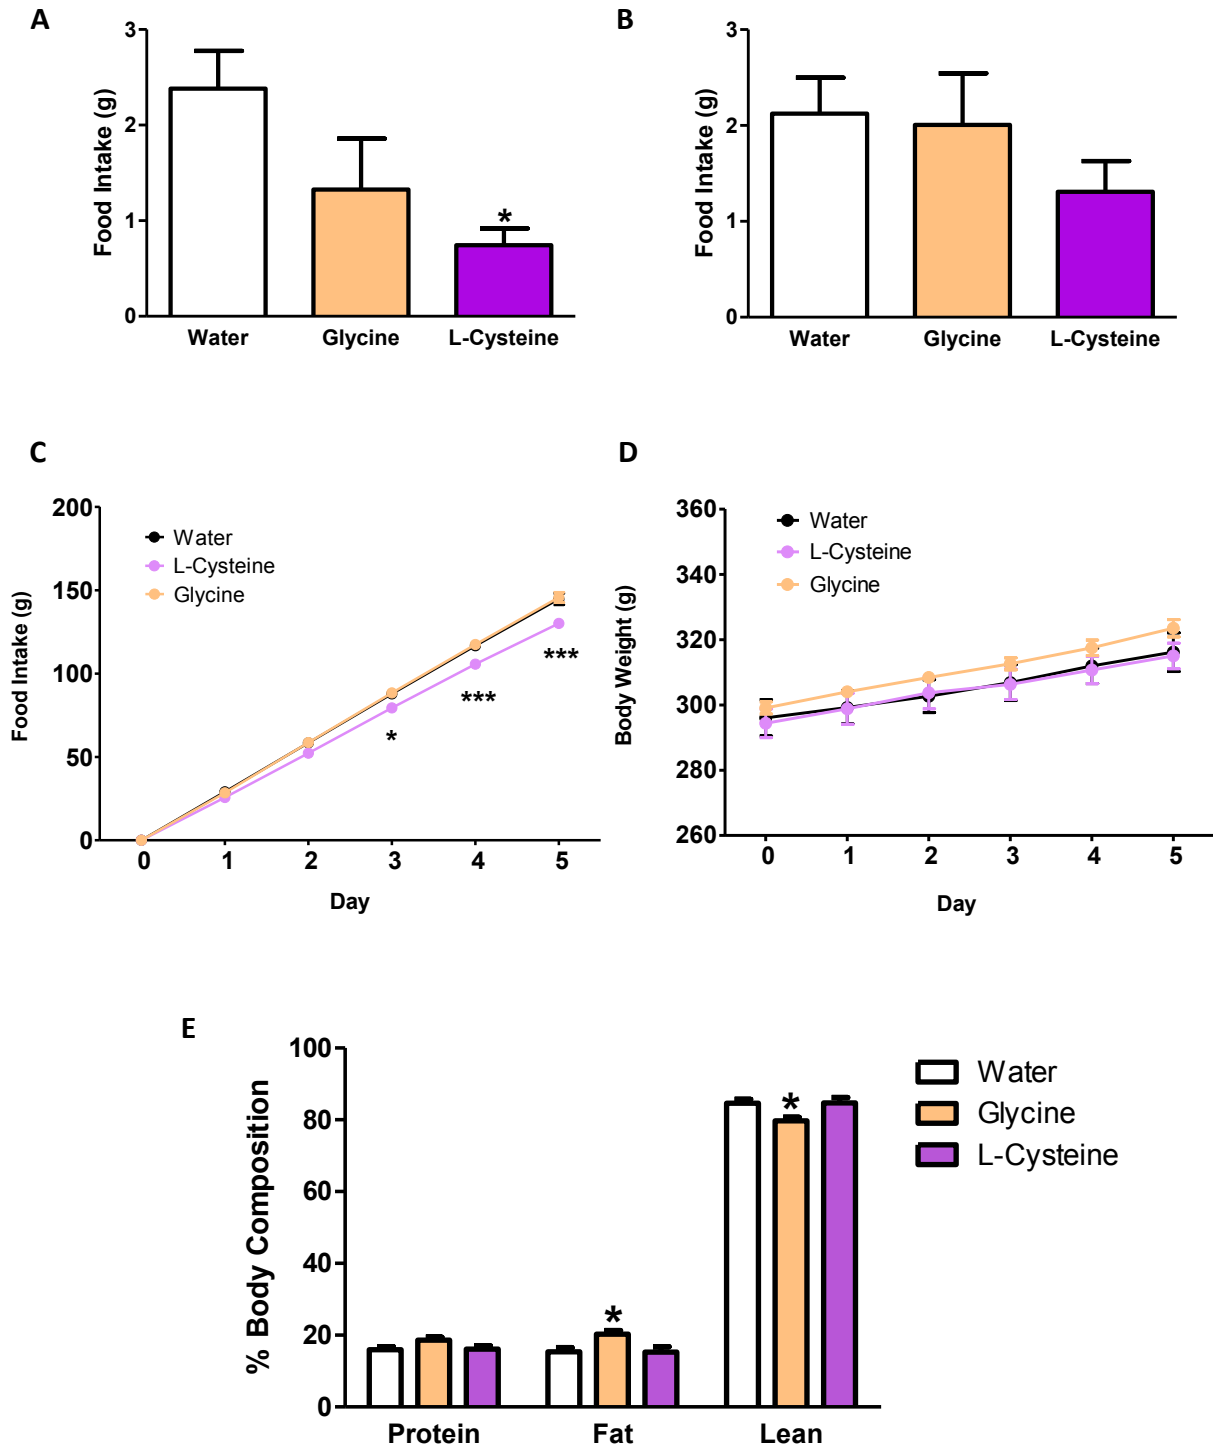 A
Food Intake (g)
3
2
1
0
*
Water Glycine L-Cysteine
B
Food Intake (g)
3
2
1
0
Water Glycine L-Cysteine
C
Food Intake (g)
200
150
100
50
0
Water
L-Cysteine
Glycine
*
***
***
0 1 2 3 4 5
Day
D
Body Weight (g)
360
340
320
300
280
260
Water
L-Cysteine
Glycine
0 1 2 3 4 5
Day
E
% Body Composition
100
80
60
40
20
0
*
*
Protein Fat Lean
Water
Glycine
L-Cysteine